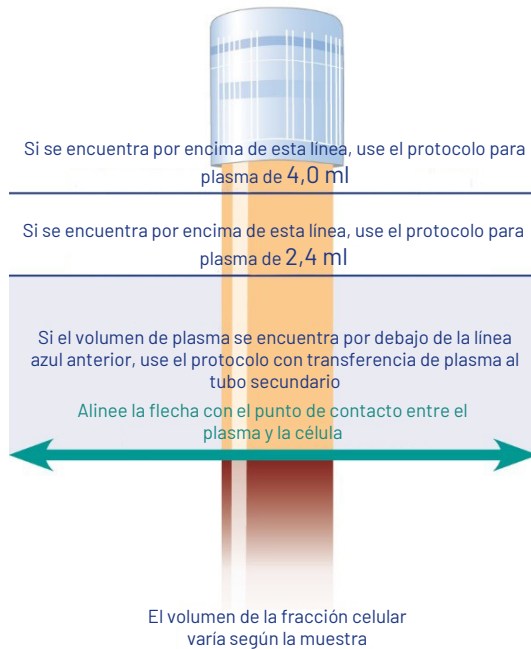 Si se encuentra por encima de esta línea, use el protocolo para
plasma de 4,0 ml
Si se encuentra por encima de esta línea, use el protocolo para
plasma de 2,4 ml
Si el volumen de plasma se encuentra por debajo de la línea
azul anterior, use el protocolo con transferencia de plasma al
tubo secundario
Alinee la flecha con el punto de contacto entre el
plasma y la célula
El volumen de la fracción celular
varía según la muestra